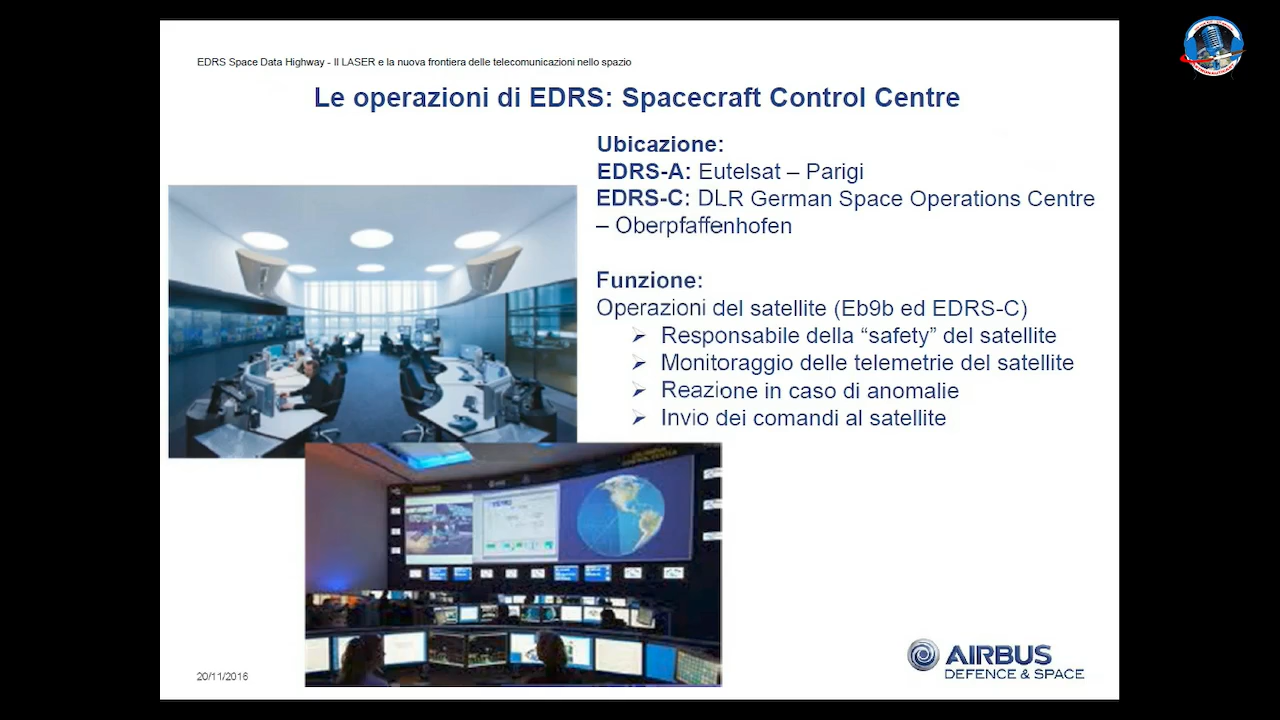 EDRS Space Data Highway - Il LASER e la nuova frontiera delle telecomunicazioni nello spazio
Le operazioni di EDRS: Spacecraft Control Centre
Ubicazione:
EDRS-A: Eutelsat – Parigi
EDRS-C: DLR German Space Operations Centre
– Oberpfaffenhofen
Funzione:
Operazioni del satellite (Eb9b ed EDRS-C)
➢ Responsabile della “safety” del satellite
➢ Monitoraggio delle telemetrie del satellite
➢ Reazione in caso di anomalie
➢ Invio dei comandi al satellite
20/11/2016
AIRBUS
DEFENCE & SPACE